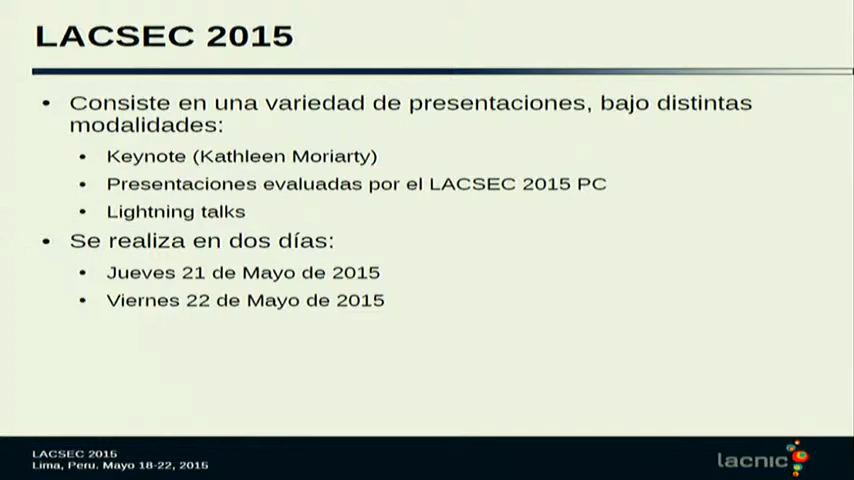 LACSEC 2015
• Consiste en una variedad de presentaciones, bajo distintas
modalidades:
• Keynote (Kathleen Moriarty)
• Presentaciones evaluadas por el LACSEC 2015 PC
• Lightning talks
• Se realiza en dos días:
• Jueves 21 de Mayo de 2015
• Viernes 22 de Mayo de 2015
LACSEC 2015
Lima, Peru. Mayo 18-22, 2015
lacnic